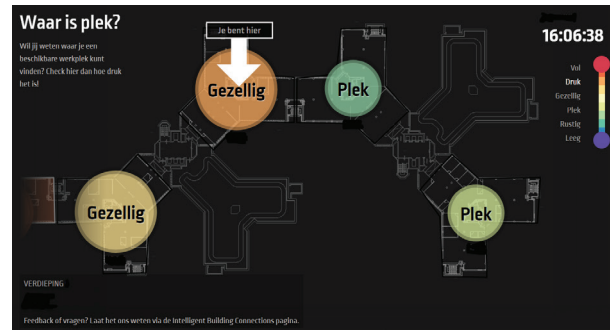 Waar is plek?
Wil jij weten waar je een
beschikbare werkplek kunt
vinden? Check hier dan hoe druk
het is!
Je bent hier
16:06:38
Vol
Druk
Gezellig
Plek
Rustig
Leeg
Gezellig
Plek
Gezellig
Plek
VERDIEPING
Feedback of vragen? Laat het ons weten via de Intelligent Building Connections pagina.